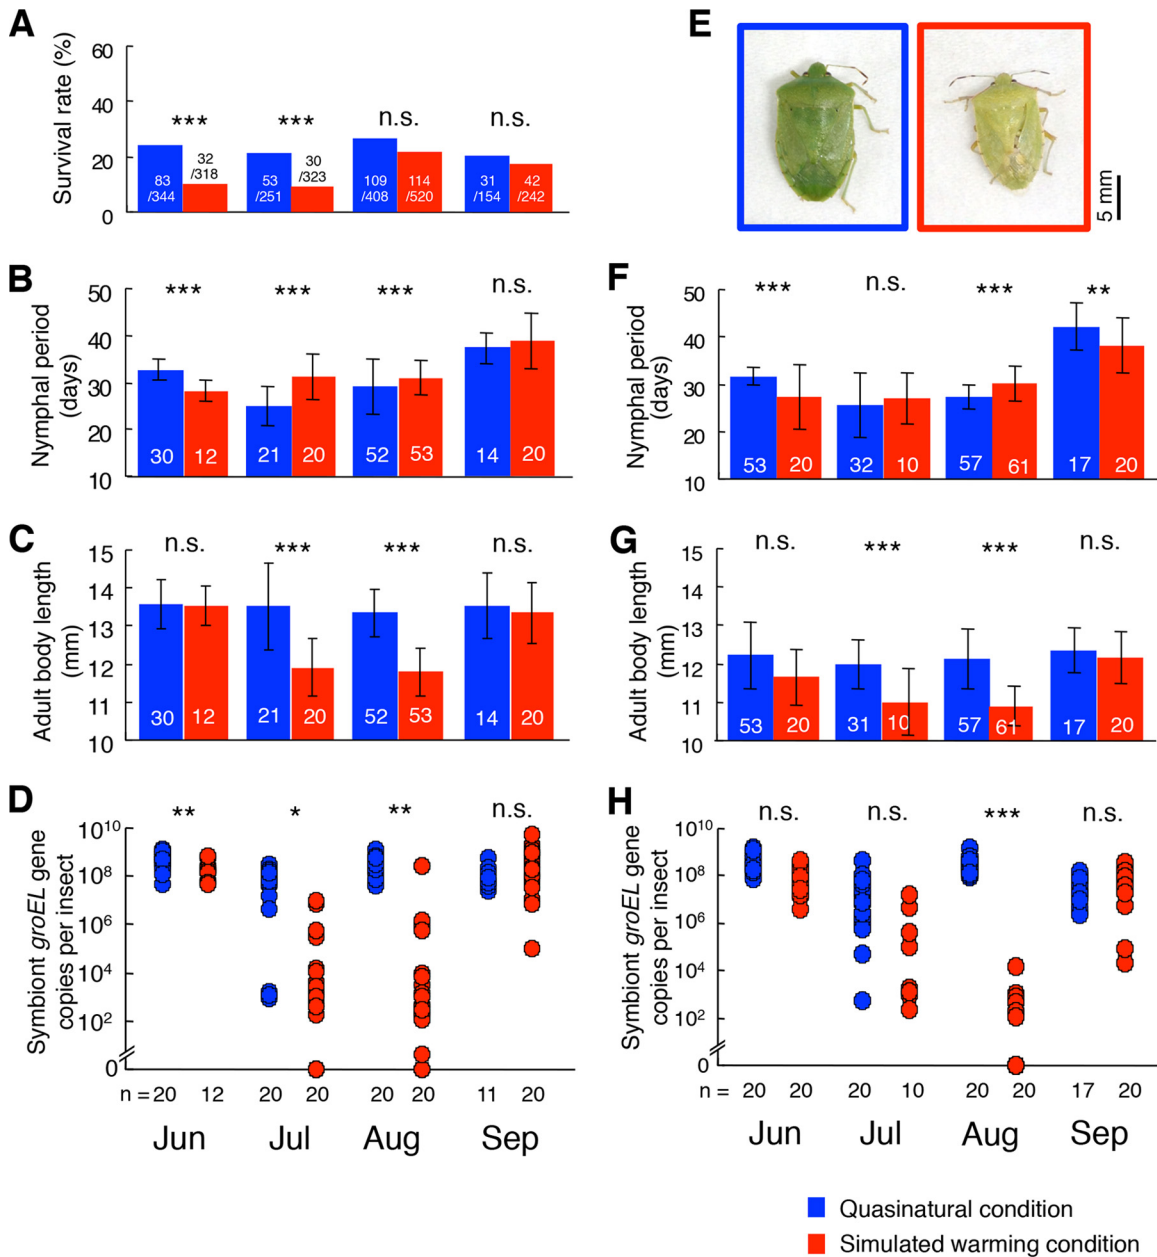 A
Survival rate (%)
60
40
20
0
*** *** n.s. n.s.
83
/344
32
/318
53
/251
30
/323
109
/408
114
/520
31
/154
42
/242
E
5 mm
B
Nymphal period
(days)
50
40
30
20
10
*** *** *** n.s.
30 12 21 20 52 53 14 20
F
Nymphal period
(days)
50
40
30
20
10
*** n.s. *** **
53 20 32 10 57 61 17 20
C
Adult body length
(mm)
15
14
13
12
11
10
n.s. *** *** n.s.
30 12 21 20 52 53 14 20
G
Adult body length
(mm)
15
14
13
12
11
10
n.s. *** *** n.s.
53 20 31 10 57 61 17 20
D
Symbiont groEL gene
copies per insect
10^10
10^8
10^6
10^4
10^2
0
** * ** n.s.
n = 20 12 20 20 20 20 11 20
Jun Jul Aug Sep
H
Symbiont groEL gene
copies per insect
10^10
10^8
10^6
10^4
10^2
0
n.s. n.s. *** n.s.
n = 20 20 20 10 20 20 17 20
Jun Jul Aug Sep
Quasinatural condition
Simulated warming condition